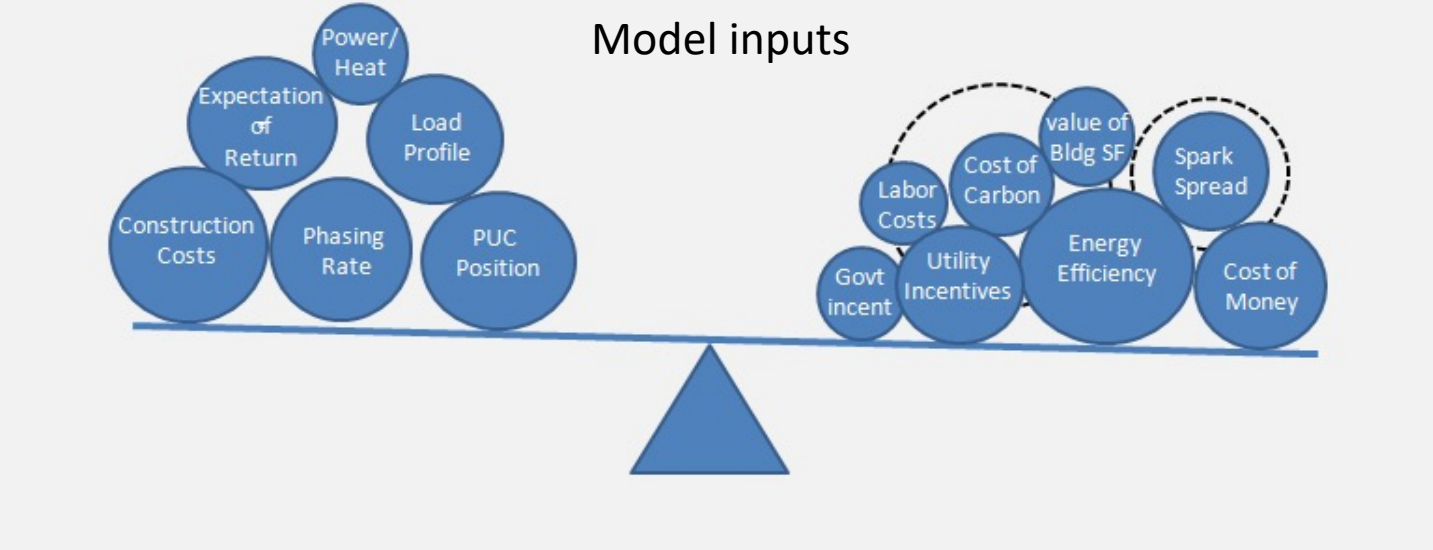 Model inputs
Power/
Heat
Expectation
of
Return
Load
Profile
Construction
Costs
Phasing
Rate
PUC
Position
value of
Bldg SF
Cost of
Carbon
Spark
Spread
Labor
Costs
Govt
incent
Utility
Incentives
Energy
Efficiency
Cost of
Money